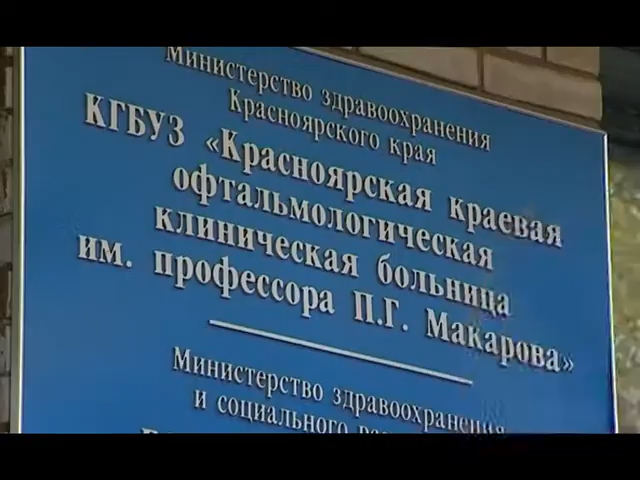 Министерство здравоохранения
Красноярского края
КГБУЗ «Красноярская краевая
офтальмологическая
клиническая больница
им. профессора П.Г. Макарова»
Министерство здравоохранения
и социального